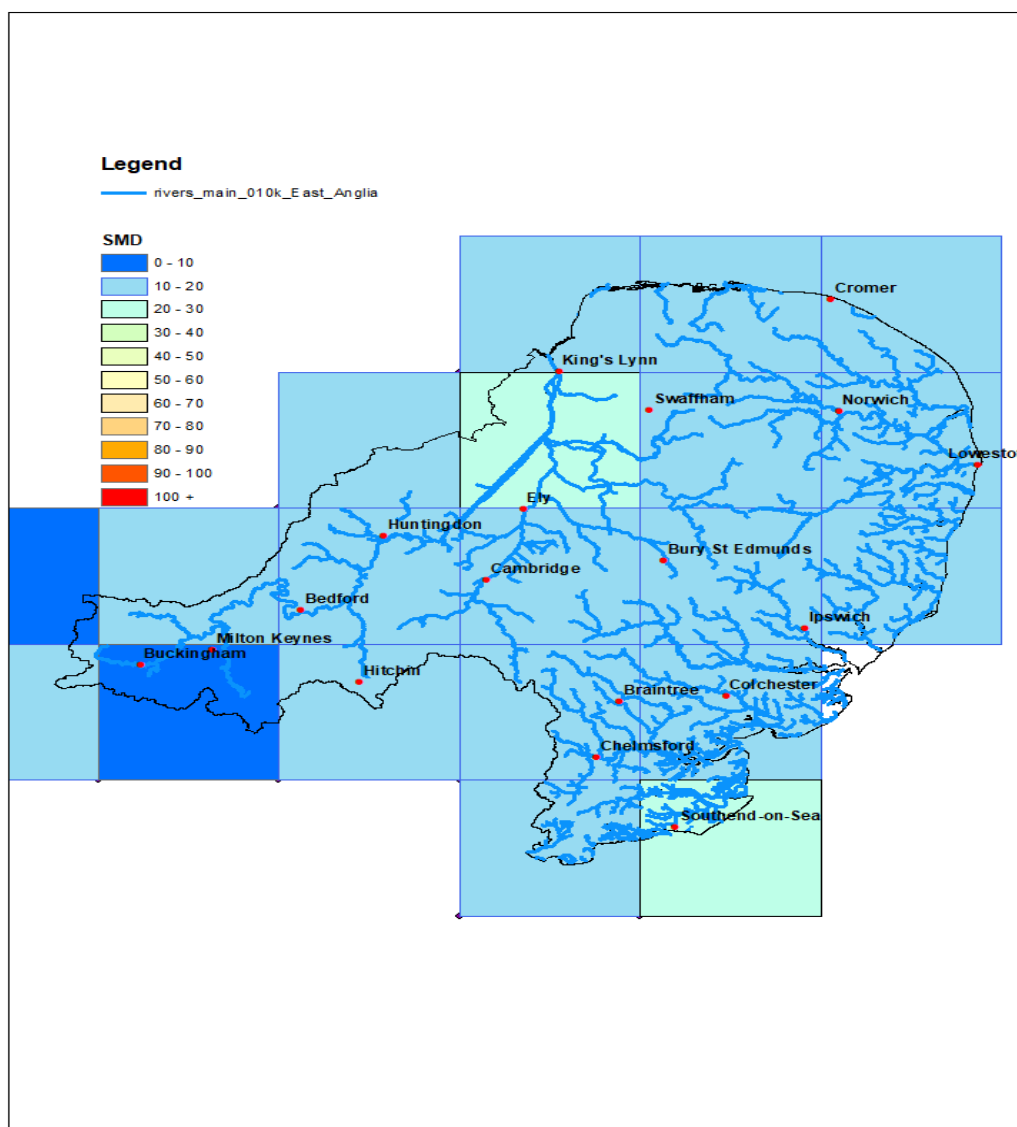 Legend
rivers_main_010k_East_Anglia
SMD
0 - 10
10 - 20
20 - 30
30 - 40
40 - 50
50 - 60
60 - 70
70 - 80
80 - 90
90 - 100
100 +
Cromer
King's Lynn
Swaffham
Norwich
Lowestof
Ely
Huntingdon
Bury St Edmunds
Cambridge
Bedford
Ipswich
Milton Keynes
Buckingham
Hitchin
Braintree
Colchester
Chelmsford
Southend-on-Sea